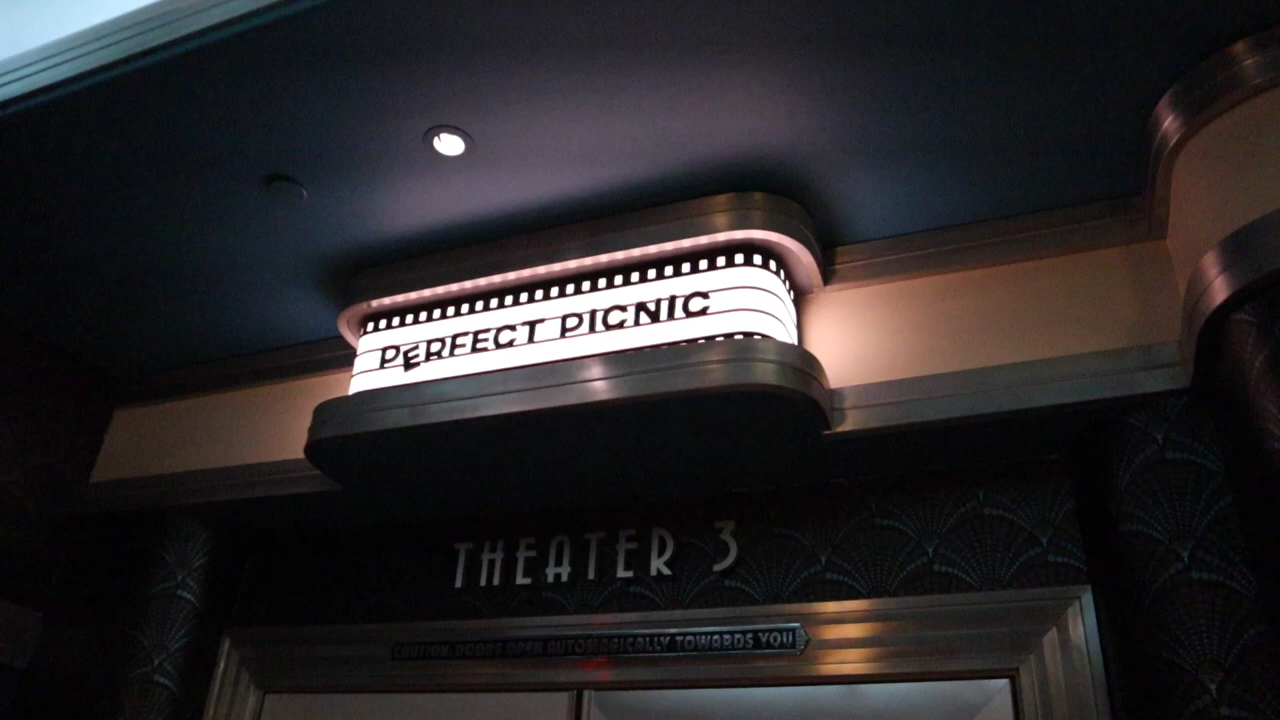 PERFECT PICNIC
THEATER 3
CAUTION: DOORS OPEN AUTOMAGICALLY TOWARDS YOU